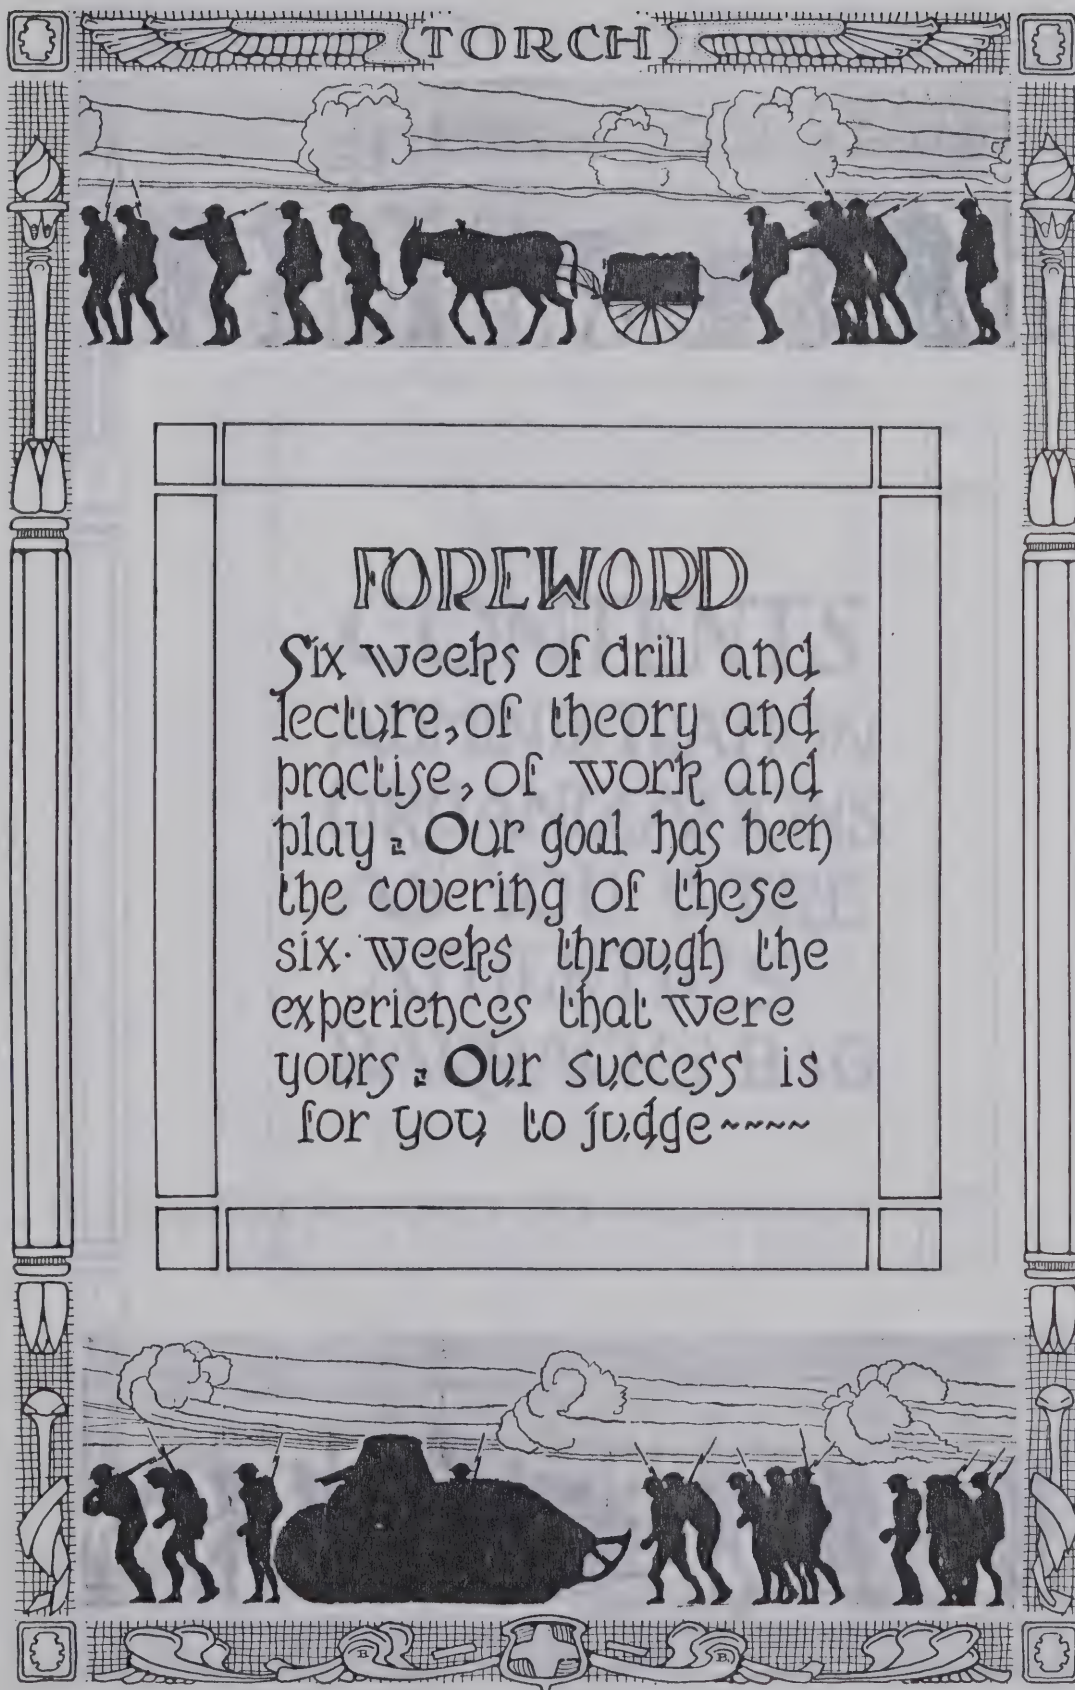 TORCH
FOREWORD
Six weeks of drill and
lecture, of theory and
practise, of work and
play. Our goal has been
the covering of these
six weeks through the
experiences that were
yours. Our success is
for you to judge~~~~
B
B.